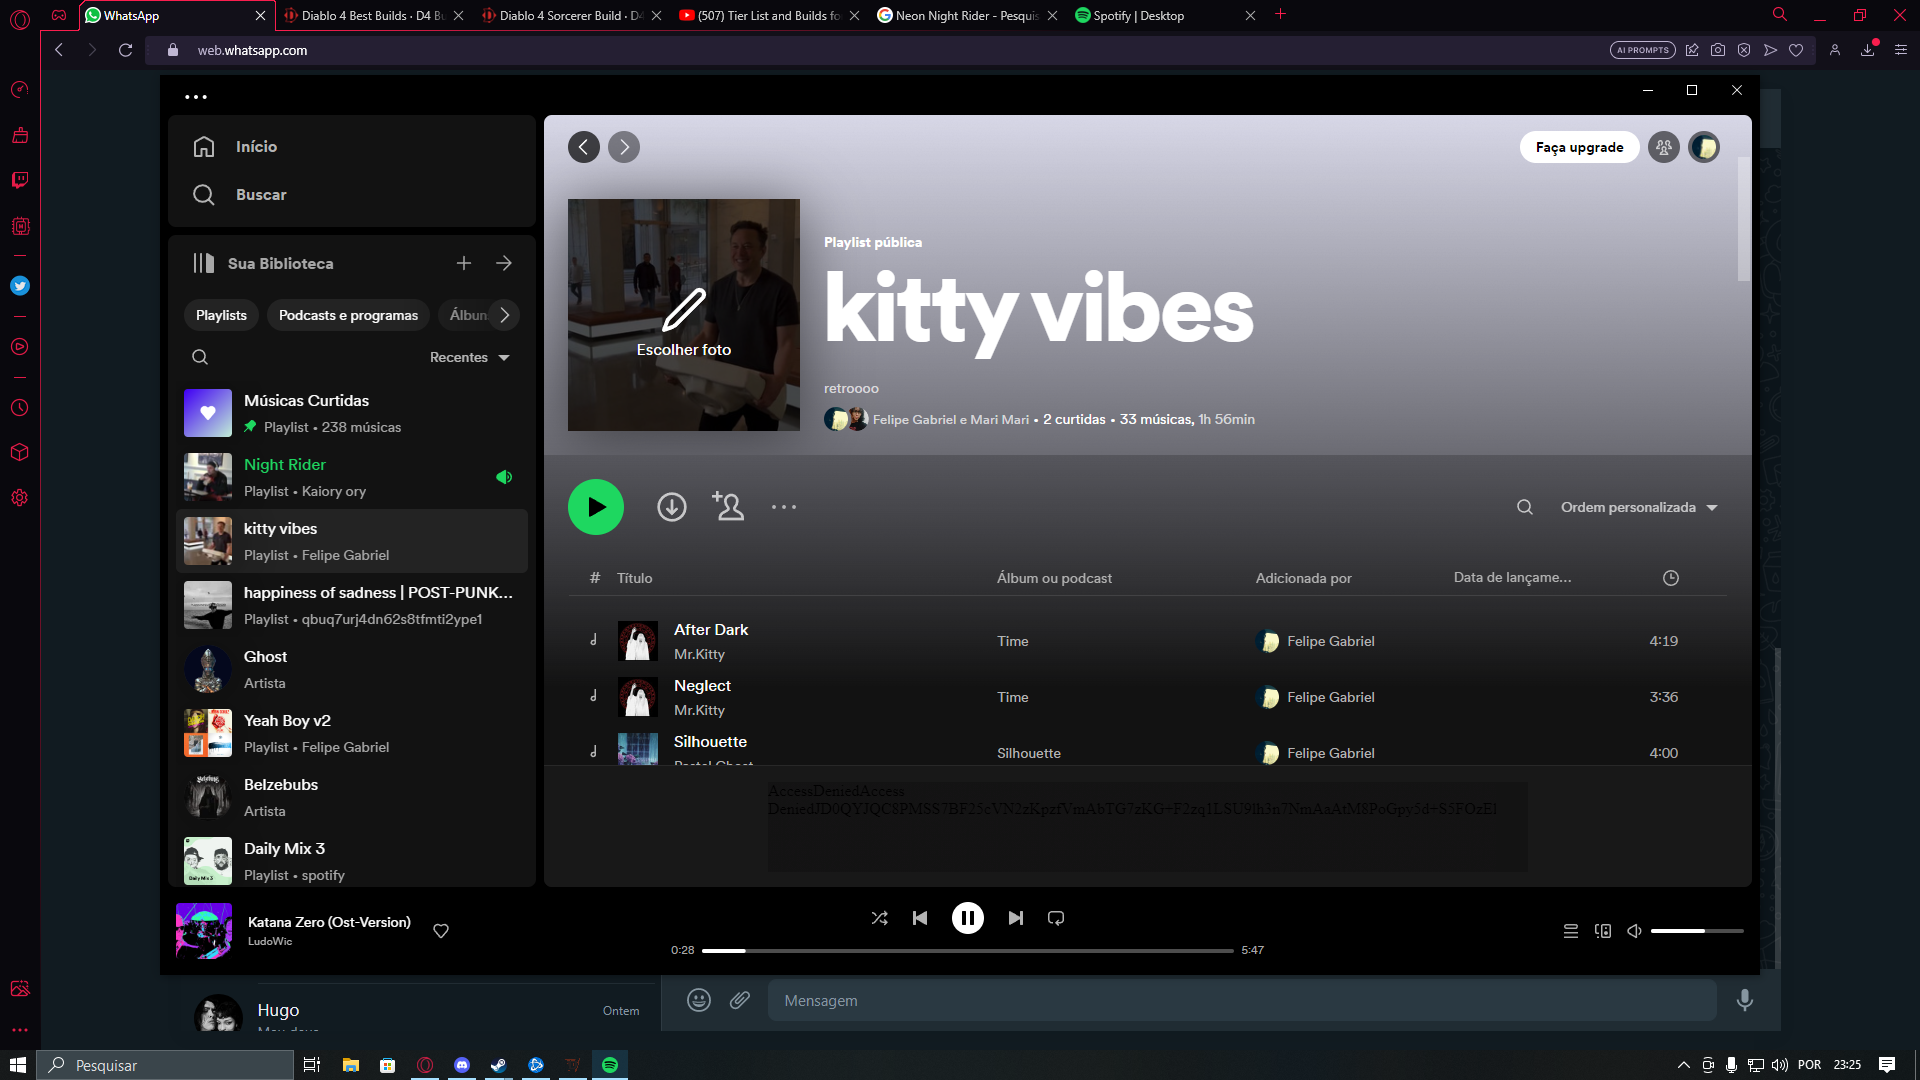 WhatsApp
Diablo 4 Best Builds · D4 Bu
Diablo 4 Sorcerer Build · D4
(507) Tier List and Builds fo
Neon Night Rider - Pesquis
Spotify | Desktop
web.whatsapp.com
AI PROMPTS
Início
Buscar
Sua Biblioteca
Playlists
Podcasts e programas
Álbun
Recentes
Músicas Curtidas
Playlist • 238 músicas
Night Rider
Playlist • Kaiory ory
kitty vibes
Playlist • Felipe Gabriel
happiness of sadness | POST-PUNK...
Playlist • qbuq7urj4dn62s8tfmti2ype1
Ghost
Artista
Yeah Boy v2
Playlist • Felipe Gabriel
Belzebubs
Artista
Daily Mix 3
Playlist • spotify
Faça upgrade
Escolher foto
Playlist pública
kitty vibes
retroooo
Felipe Gabriel e Mari Mari • 2 curtidas • 33 músicas, 1h 56min
Ordem personalizada
# Título Álbum ou podcast Adicionada por Data de lançame...
After Dark
Mr.Kitty
Time
Felipe Gabriel
4:19
Neglect
Mr.Kitty
Time
Felipe Gabriel
3:36
Silhouette
Pastel Ghost
Silhouette
Felipe Gabriel
4:00
AccessDeniedAccess
Katana Zero (Ost-Version)
LudoWic
0:28
5:47
Hugo
Ontem
Meu deus
Mensagem
Pesquisar
POR
23:25